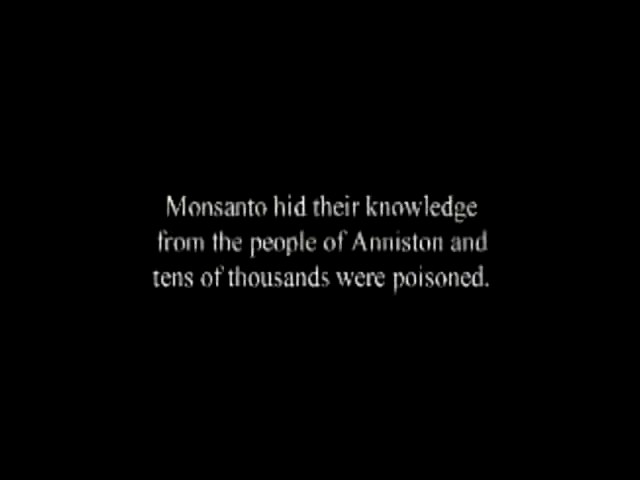 Monsanto hid their knowledge
from the people of Anniston and
tens of thousands were poisoned.